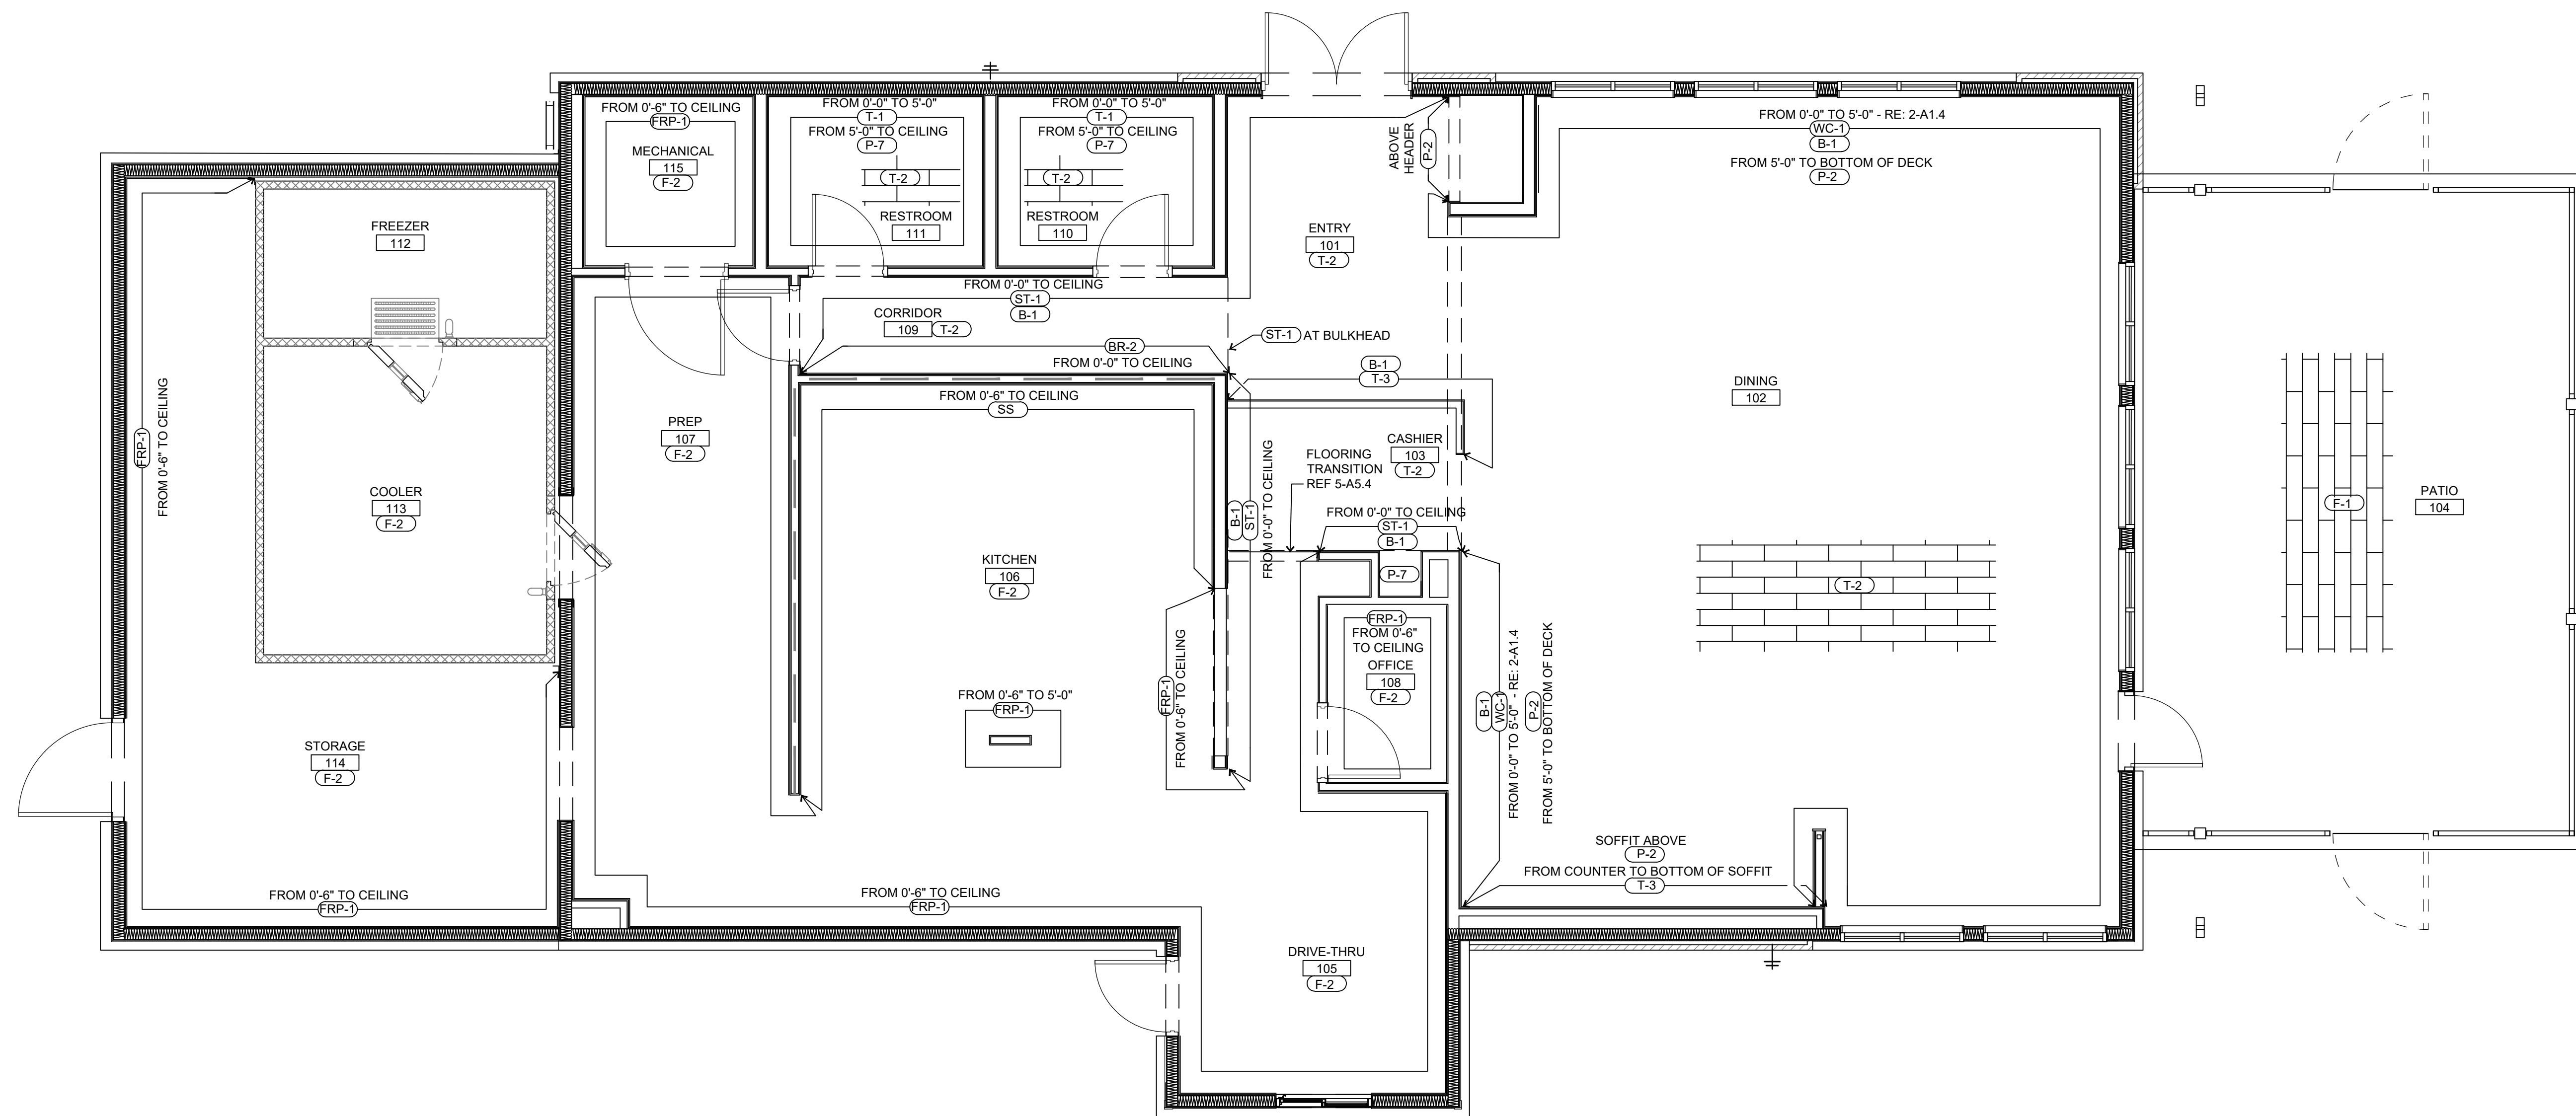 FROM 0'-6" TO CEILING
FRP-1
MECHANICAL
115
F-2
FROM 0'-0" TO 5'-0"
T-1
FROM 5'-0" TO CEILING
P-7
T-2
RESTROOM
111
FROM 0'-0" TO 5'-0"
T-1
FROM 5'-0" TO CEILING
P-7
T-2
RESTROOM
110
ABOVE
HEADER
P-2
FROM 0'-0" TO 5'-0" - RE: 2-A1.4
WC-1
B-1
FROM 5'-0" TO BOTTOM OF DECK
P-2
FREEZER
112
ENTRY
101
T-2
FROM 0'-0" TO CEILING
ST-1
B-1
CORRIDOR
109 T-2
ST-1 AT BULKHEAD
BR-2
FROM 0'-0" TO CEILING
B-1
T-3
FRP-1
FROM 0'-6" TO CEILING
FROM 0'-6" TO CEILING
SS
PREP
107
F-2
DINING
102
CASHIER
103
T-2
FLOORING
TRANSITION
REF 5-A5.4
COOLER
113
F-2
B-1
ST-1
FROM 0'-0" TO CEILING
FROM 0'-0" TO CEILING
ST-1
B-1
P-7
PATIO
104
F-1
KITCHEN
106
F-2
T-2
FRP-1
FROM 0'-6"
TO CEILING
OFFICE
108
F-2
FRP-1
FROM 0'-6" TO CEILING
B-1
WC-1
FROM 0'-0" TO 5'-0" - RE: 2-A1.4
P-2
FROM 5'-0" TO BOTTOM OF DECK
FROM 0'-6" TO 5'-0"
FRP-1
STORAGE
114
F-2
SOFFIT ABOVE
P-2
FROM COUNTER TO BOTTOM OF SOFFIT
T-3
FROM 0'-6" TO CEILING
FRP-1
FROM 0'-6" TO CEILING
FRP-1
DRIVE-THRU
105
F-2